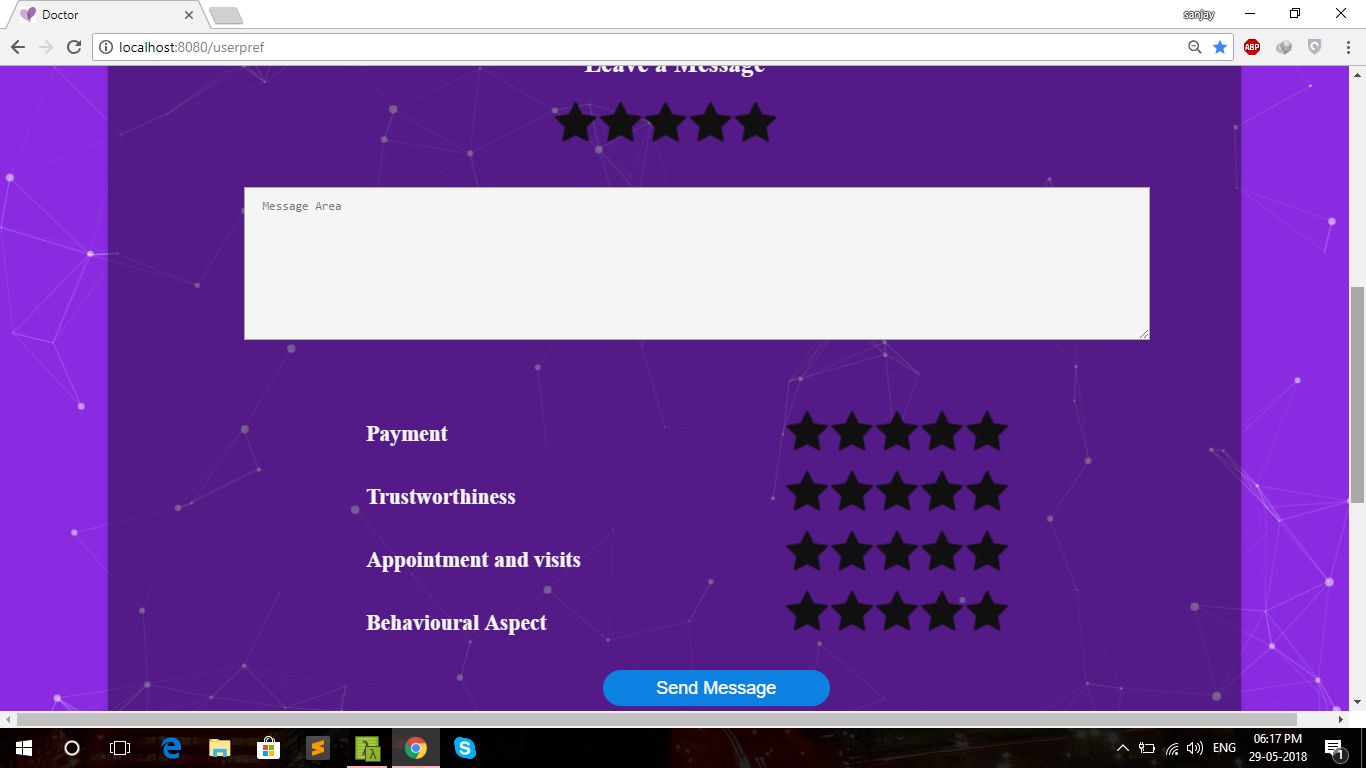 Doctor
sanjay
localhost:8080/userpref
ABP
Leave a Message
Message Area
Payment
Trustworthiness
Appointment and visits
Behavioural Aspect
Send Message
ENG
06:17 PM
29-05-2018
1